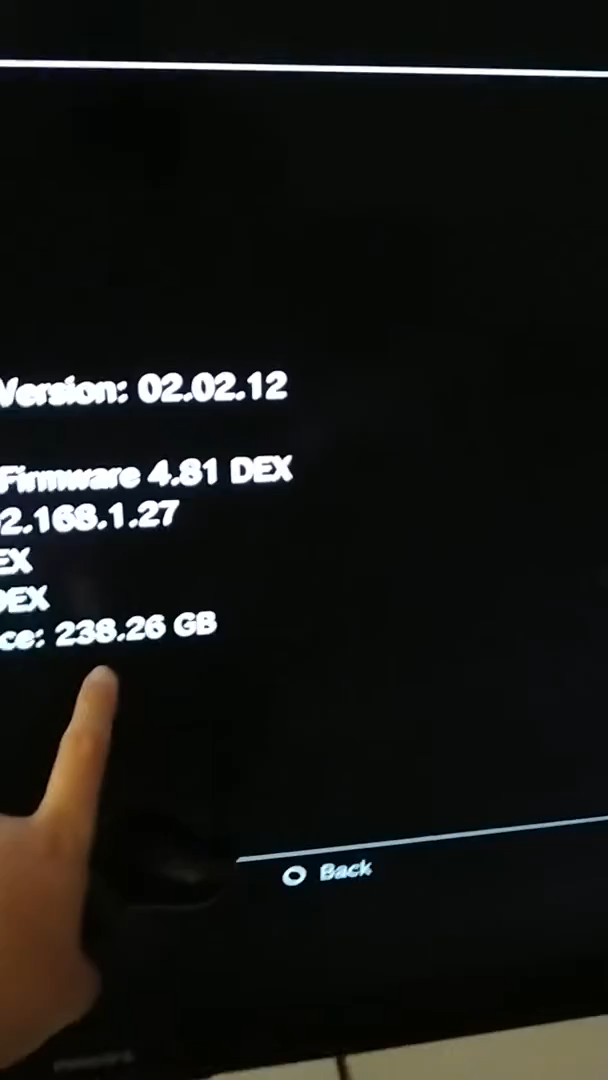 Version: 02.02.12
Firmware 4.81 DEX
2.168.1.27
EX
DEX
ce: 238.26 GB
Back